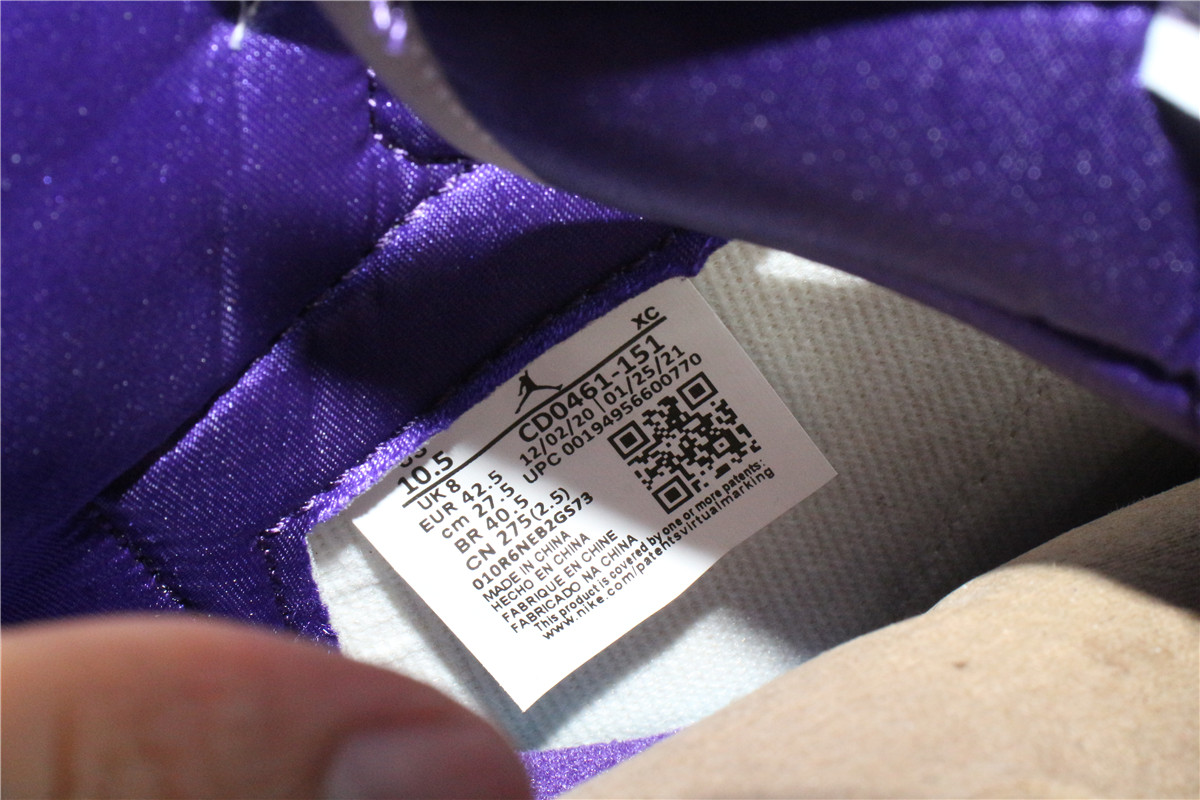 XC
10.5
UK 8
EUR 42.5
cm 27.5
BR 40.5
CN 275(2.5)
010R6NEB2GS73
CD0461-151
12/02/20 | 01/25/21
UPC 00194956600770
MADE IN CHINA
HECHO EN CHINA
FABRIQUE EN CHINE
FABRICADO NA CHINA
This product is covered by one or more patents:
www.nike.com/patentsvirtualmarking